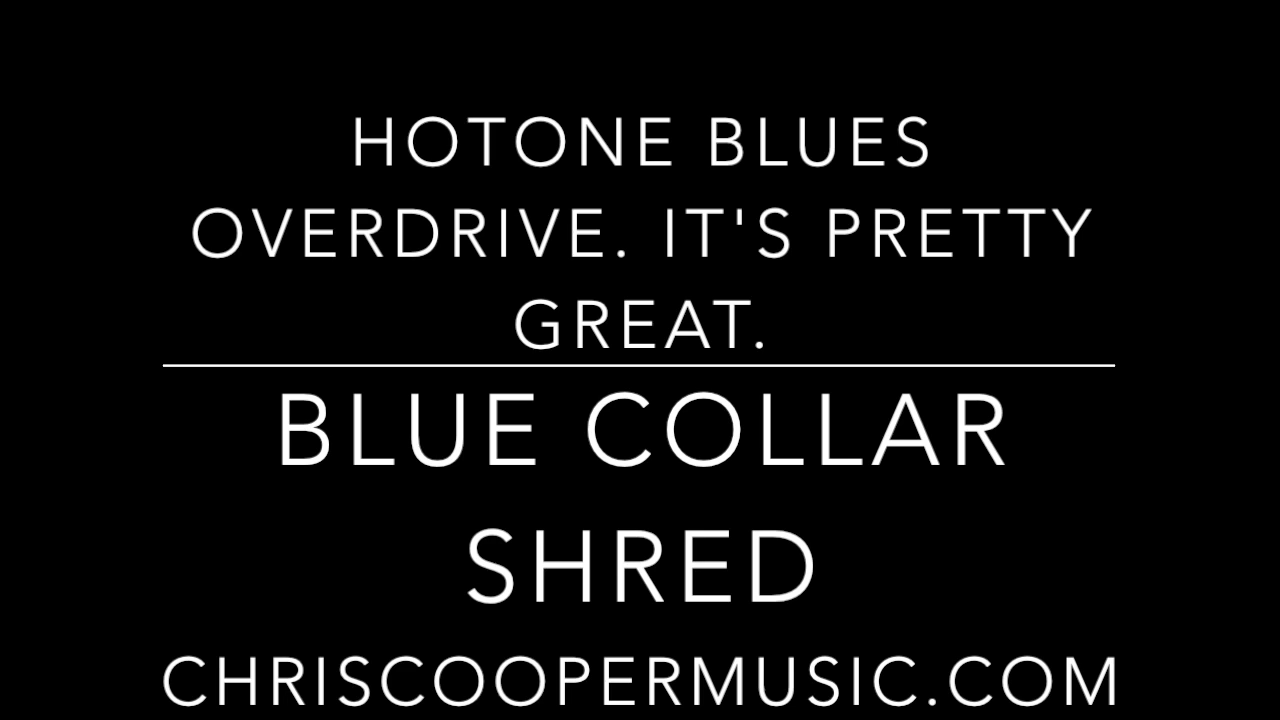 HOTONE BLUES
OVERDRIVE. IT'S PRETTY
GREAT.
BLUE COLLAR
SHRED
CHRISCOOPERMUSIC.COM